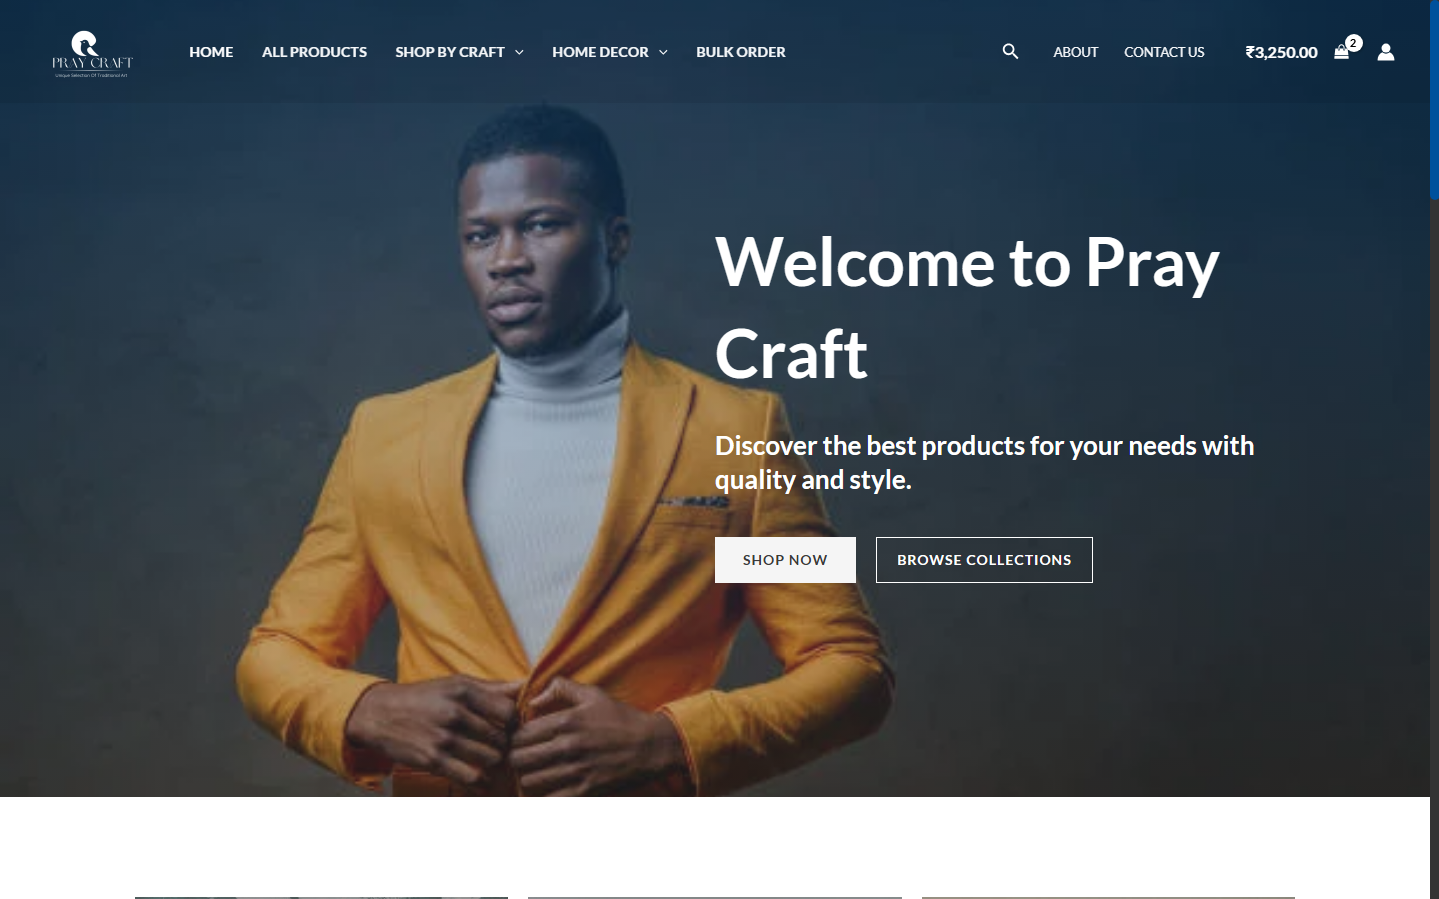 PRAY CRAFT
Unique Selection Of Traditional Art
HOME
ALL PRODUCTS
SHOP BY CRAFT
HOME DECOR
BULK ORDER
ABOUT
CONTACT US
₹3,250.00
2
Welcome to Pray
Craft
Discover the best products for your needs with
quality and style.
SHOP NOW
BROWSE COLLECTIONS